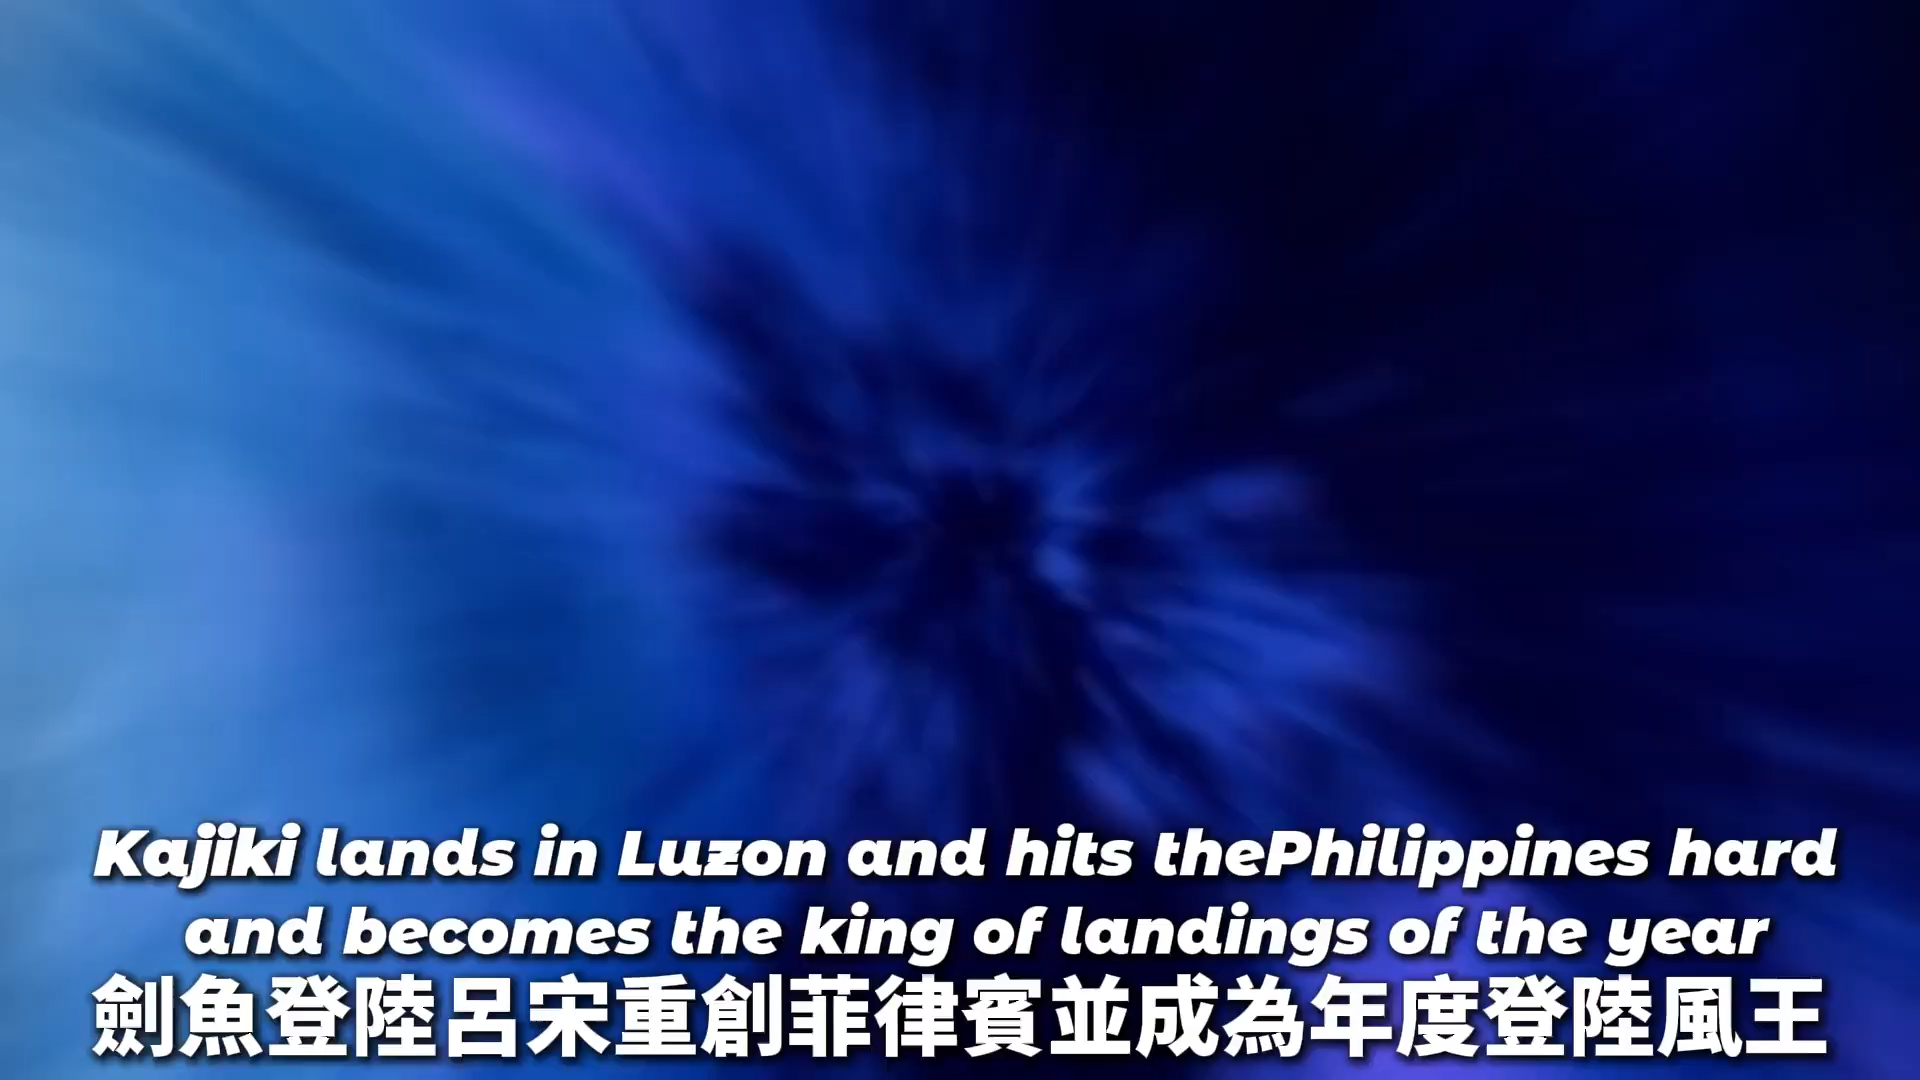 Kajiki lands in Luzon and hits thePhilippines hard
and becomes the king of landings of the year
劍魚登陸呂宋重創菲律賓並成為年度登陸風王